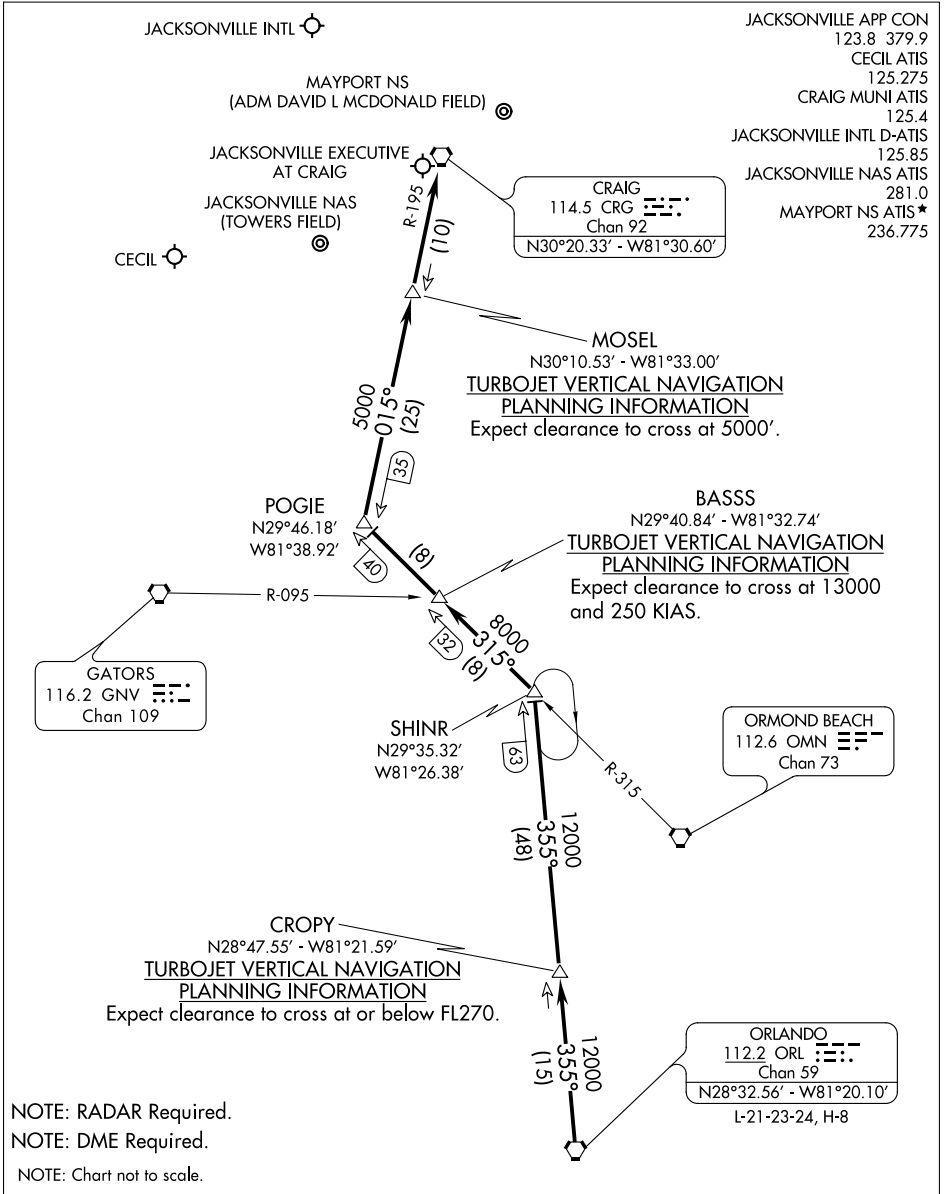 JACKSONVILLE INTL
JACKSONVILLE APP CON
123.8 379.9
CECIL ATIS
125.275
CRAIG MUNI ATIS
125.4
JACKSONVILLE INTL D-ATIS
125.85
JACKSONVILLE NAS ATIS
281.0
MAYPORT NS ATIS★
236.775
MAYPORT NS
(ADM DAVID L MCDONALD FIELD)
JACKSONVILLE EXECUTIVE
AT CRAIG
JACKSONVILLE NAS
(TOWERS FIELD)
CECIL
R-195
(10)
CRAIG
114.5 CRG
Chan 92
N30°20.33' - W81°30.60'
MOSEL
N30°10.53' - W81°33.00'
TURBOJET VERTICAL NAVIGATION
PLANNING INFORMATION
Expect clearance to cross at 5000'.
5000
015°
(25)
35
POGIE
N29°46.18'
W81°38.92'
40
(8)
BASSS
N29°40.84' - W81°32.74'
TURBOJET VERTICAL NAVIGATION
PLANNING INFORMATION
Expect clearance to cross at 13000
and 250 KIAS.
R-095
GATORS
116.2 GNV
Chan 109
32
8000
315°
(8)
SHINR
N29°35.32'
W81°26.38'
63
R-315
ORMOND BEACH
112.6 OMN
Chan 73
12000
355°
(48)
CROPY
N28°47.55' - W81°21.59'
TURBOJET VERTICAL NAVIGATION
PLANNING INFORMATION
Expect clearance to cross at or below FL270.
12000
355°
(15)
ORLANDO
112.2 ORL
Chan 59
N28°32.56' - W81°20.10'
L-21-23-24, H-8
NOTE: RADAR Required.
NOTE: DME Required.
NOTE: Chart not to scale.